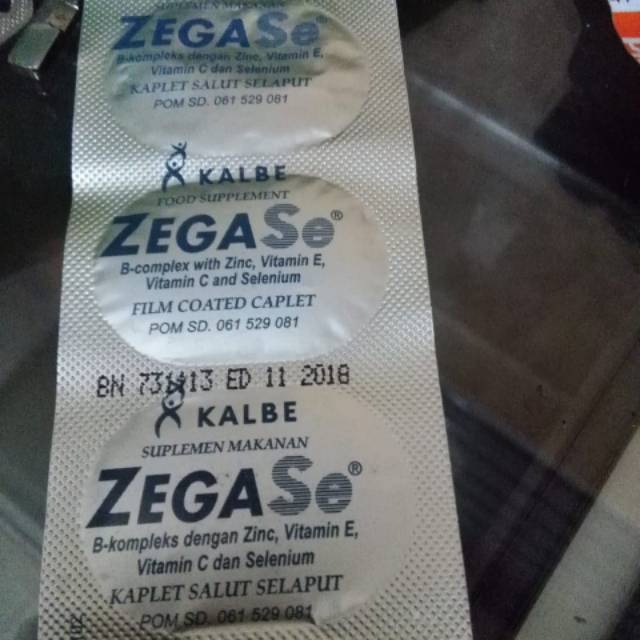 SUPLEMEN MAKANAN
ZEGASe®
B-kompleks dengan Zinc, Vitamin E,
Vitamin C dan Selenium
KAPLET SALUT SELAPUT
POM SD. 061 529 081
KALBE
FOOD SUPPLEMENT
ZEGASe®
B-complex with Zinc, Vitamin E,
Vitamin C and Selenium
FILM COATED CAPLET
POM SD. 061 529 081
BN ED 11 2018
KALBE
SUPLEMEN MAKANAN
ZEGASe®
B-kompleks dengan Zinc, Vitamin E,
Vitamin C dan Selenium
KAPLET SALUT SELAPUT
POM SD. 061 529 081